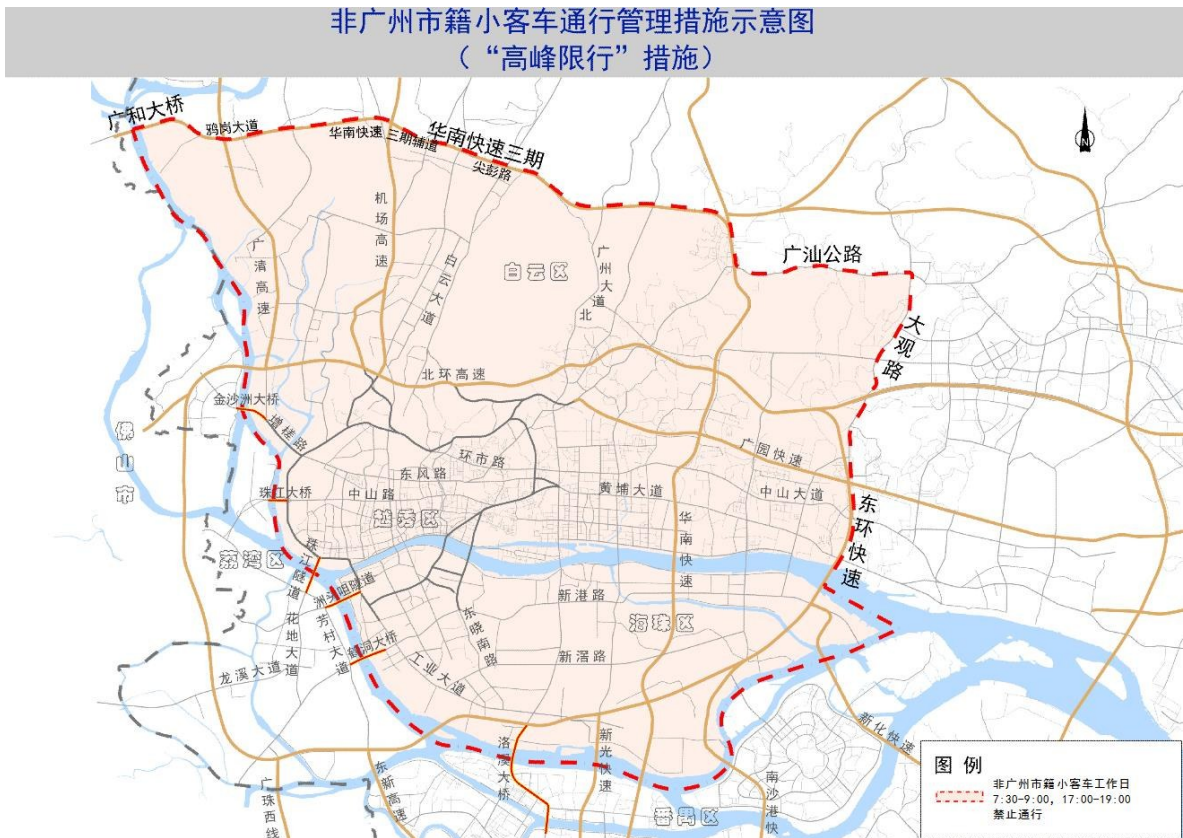 非广州市籍小客车通行管理措施示意图
（“高峰限行”措施）
广和大桥
鸦岗大道
华南快速
三期辅道
华南快速三期
尖彭路
N
机场高速
广清高速
白云大道
白云区
广州大道北
广汕公路
大观路
北环高速
金沙洲大桥
增槎路
佛山市
环市路
东风路
广园快速
珠江大桥
中山路
黄埔大道
中山大道
越秀区
东环快速
华南快速
荔湾区
珠江隧道
洲头咀隧道
新港路
海珠区
花地大道
芳村大道
鹤洞大桥
东晓南路
龙溪大道
工业大道
新滘路
新化快速
洛溪大桥
新光快速
广珠西线
东新高速
番禺区
南沙港快
图例
非广州市籍小客车工作日
7:30-9:00，17:00-19:00
禁止通行